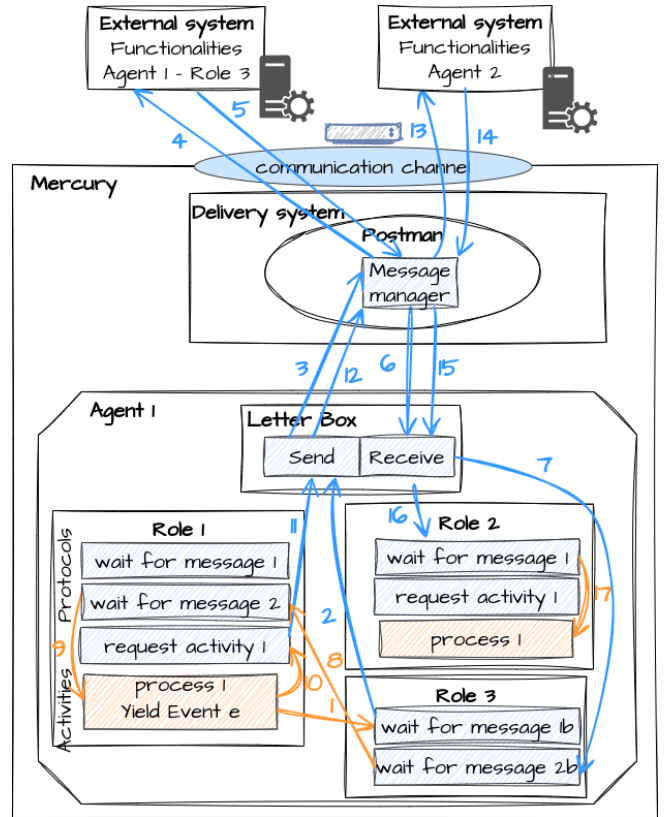 External system
Functionalities
Agent 1 - Role 3
External system
Functionalities
Agent 2
5
4
13
14
communication channel
Mercury
Delivery system
Postman
Message
manager
3
12
6
15
Agent 1
Letter Box
Send
Receive
7
11
16
Role 1
Protocols
wait for message 1
wait for message 2
request activity 1
Activities
process 1
Yield Event e
9
10
2
8
1
Role 2
wait for message 1
request activity 1
process 1
17
Role 3
wait for message 1b
wait for message 2b